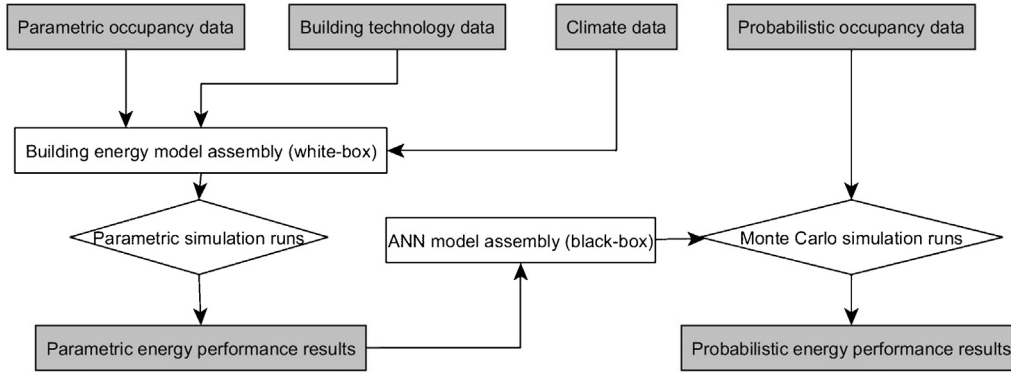 Parametric occupancy data
Building technology data
Climate data
Probabilistic occupancy data
Building energy model assembly (white-box)
Parametric simulation runs
ANN model assembly (black-box)
Monte Carlo simulation runs
Parametric energy performance results
Probabilistic energy performance results